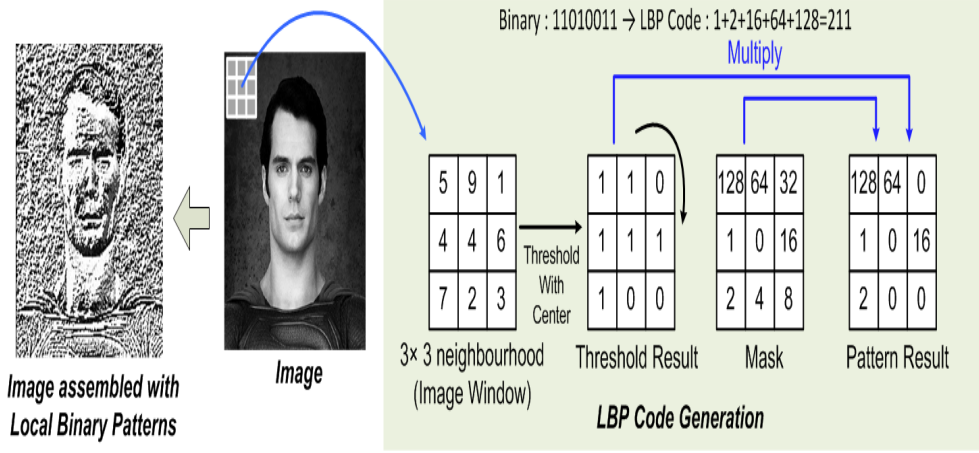 Binary : 11010011 → LBP Code : 1+2+16+64+128=211
Multiply
5 9 1
4 4 6
7 2 3
Threshold
With
Center
1 1 0
1 1 1
1 0 0
128 64 32
1 0 16
2 4 8
128 64 0
1 0 16
2 0 0
3× 3 neighbourhood
(Image Window)
Threshold Result
Mask
Pattern Result
LBP Code Generation
Image
Image assembled with
Local Binary Patterns